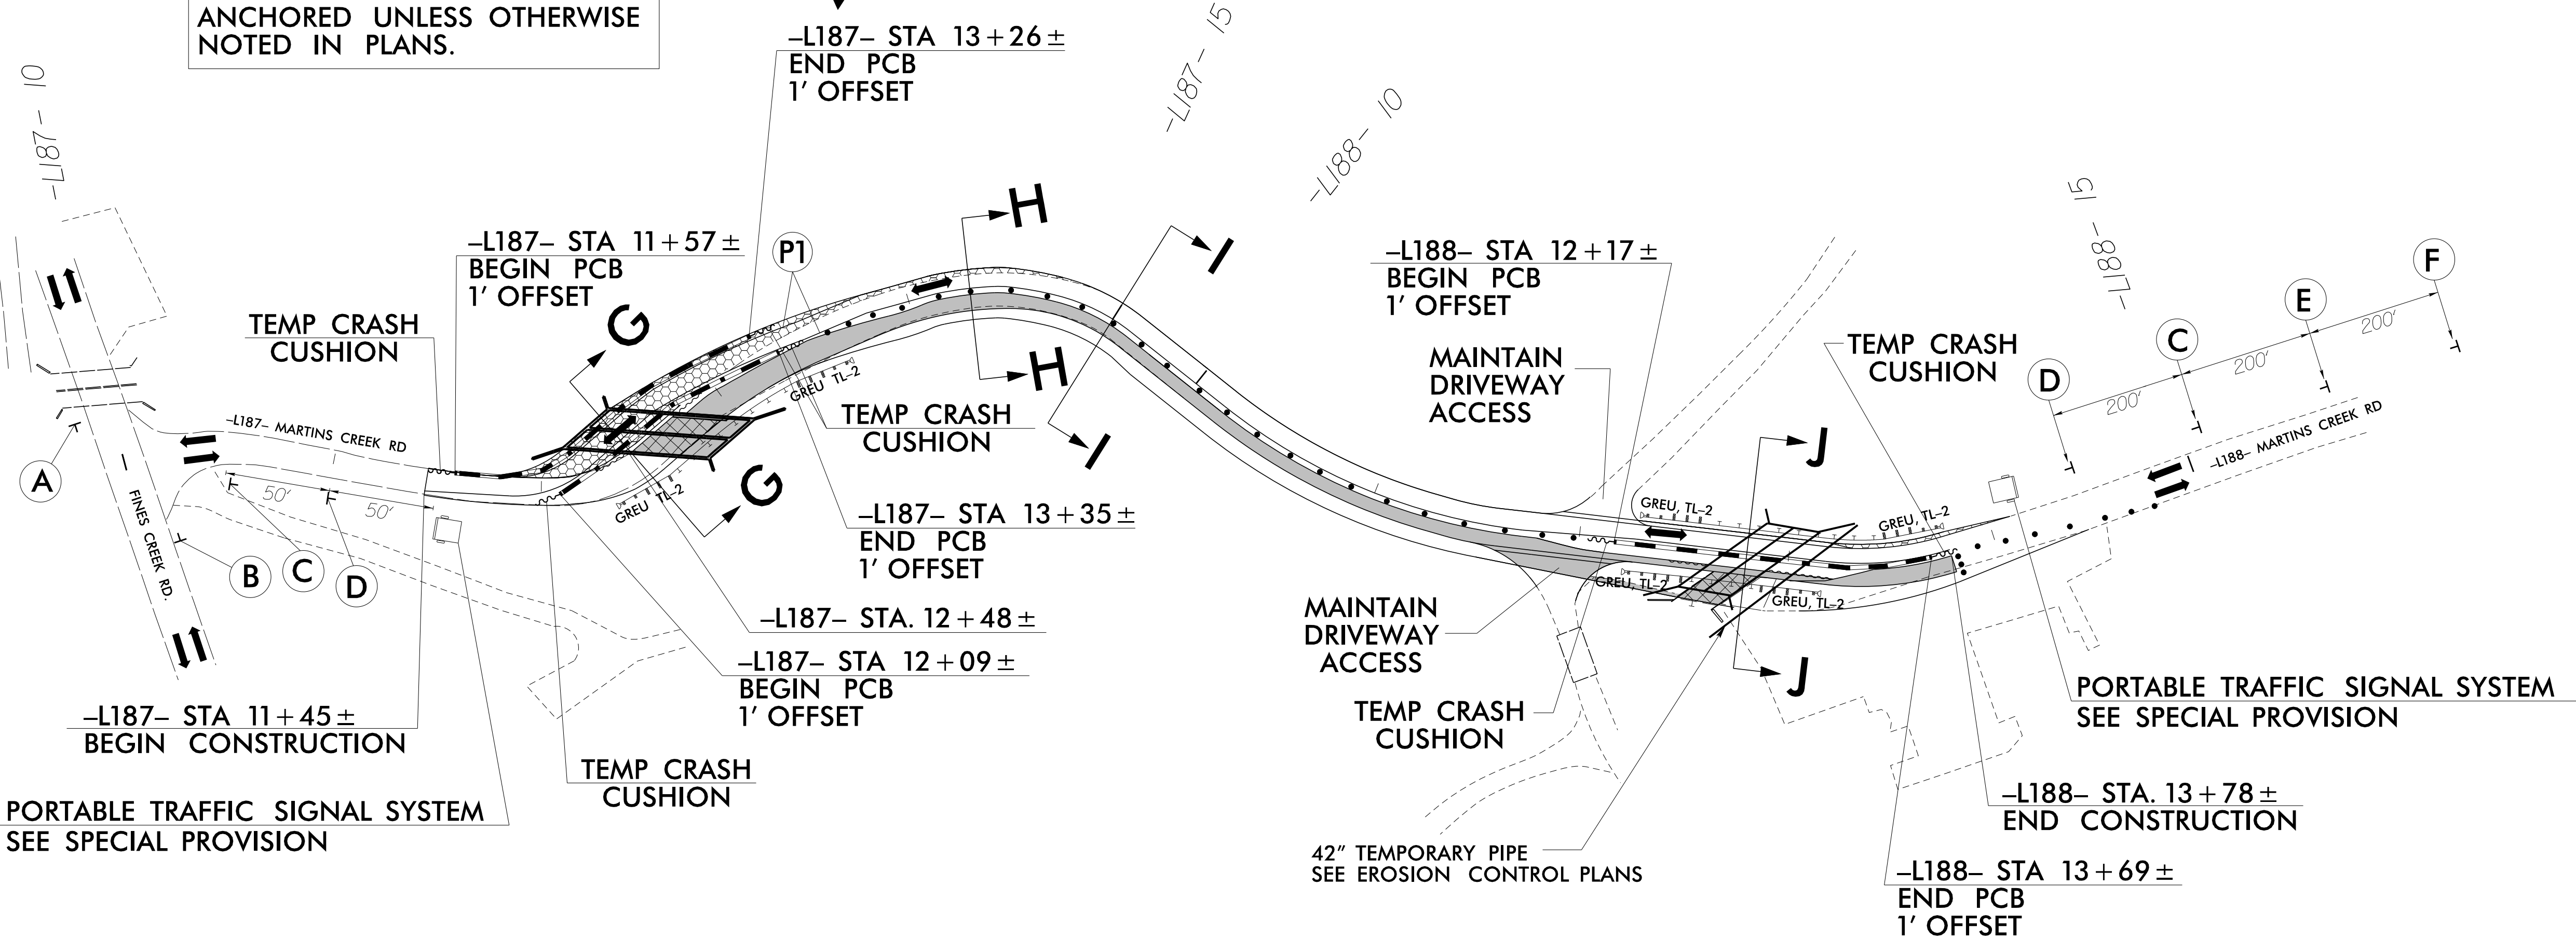 ANCHORED UNLESS OTHERWISE
NOTED IN PLANS.
-L187- STA 13+26±
END PCB
1' OFFSET
-L187- 10
-L187- 15
-L188- 10
-L188- 15
-L187- STA 11+57±
BEGIN PCB
1' OFFSET
P1
H
H
I
I
G
G
-L188- STA 12+17±
BEGIN PCB
1' OFFSET
TEMP CRASH
CUSHION
MAINTAIN
DRIVEWAY
ACCESS
TEMP CRASH
CUSHION
D
C
E
F
200'
200'
200'
-L187- MARTINS CREEK RD
GREU TL-2
TEMP CRASH
CUSHION
-L188- MARTINS CREEK RD
A
FINES CREEK RD.
50'
50'
GREU TL-2
B
C
D
-L187- STA 13+35±
END PCB
1' OFFSET
J
J
GREU, TL-2
GREU, TL-2
GREU, TL-2
GREU, TL-2
-L187- STA. 12+48±
-L187- STA 12+09±
BEGIN PCB
1' OFFSET
MAINTAIN
DRIVEWAY
ACCESS
TEMP CRASH
CUSHION
-L187- STA 11+45±
BEGIN CONSTRUCTION
TEMP CRASH
CUSHION
PORTABLE TRAFFIC SIGNAL SYSTEM
SEE SPECIAL PROVISION
PORTABLE TRAFFIC SIGNAL SYSTEM
SEE SPECIAL PROVISION
42" TEMPORARY PIPE
SEE EROSION CONTROL PLANS
-L188- STA. 13+78±
END CONSTRUCTION
-L188- STA 13+69±
END PCB
1' OFFSET